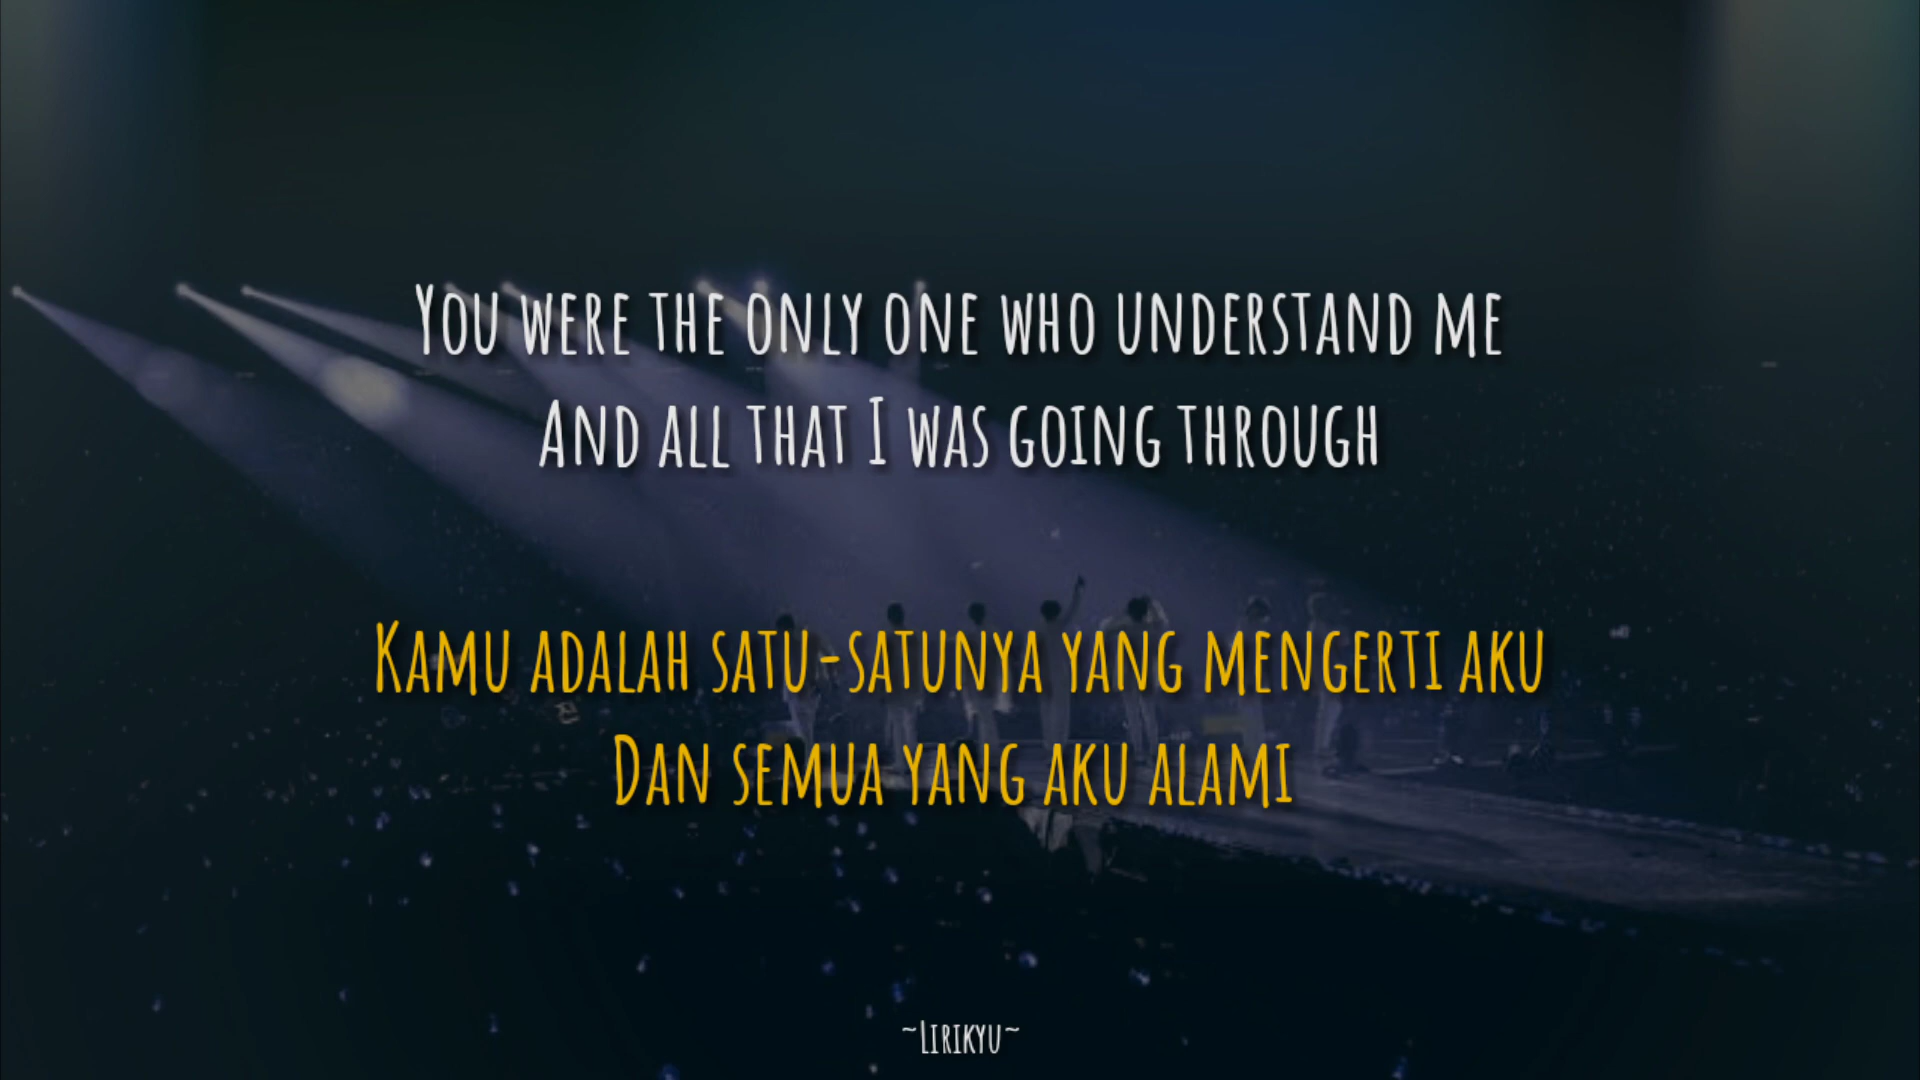 You were the only one who understand me
And all that I was going through
Kamu adalah satu-satunya yang mengerti aku
Dan semua yang aku alami
~Lirikyu~